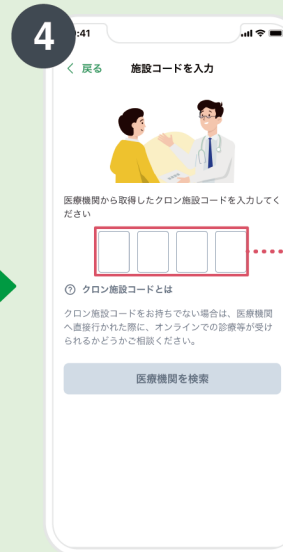 4
:41
戻る 施設コードを入力
医療機関から取得したクロン施設コードを入力してく
ださい
? クロン施設コードとは
クロン施設コードをお持ちでない場合は、医療機関
へ直接行かれた際に、オンラインでの診療等が受け
られるかどうかご相談ください。
医療機関を検索